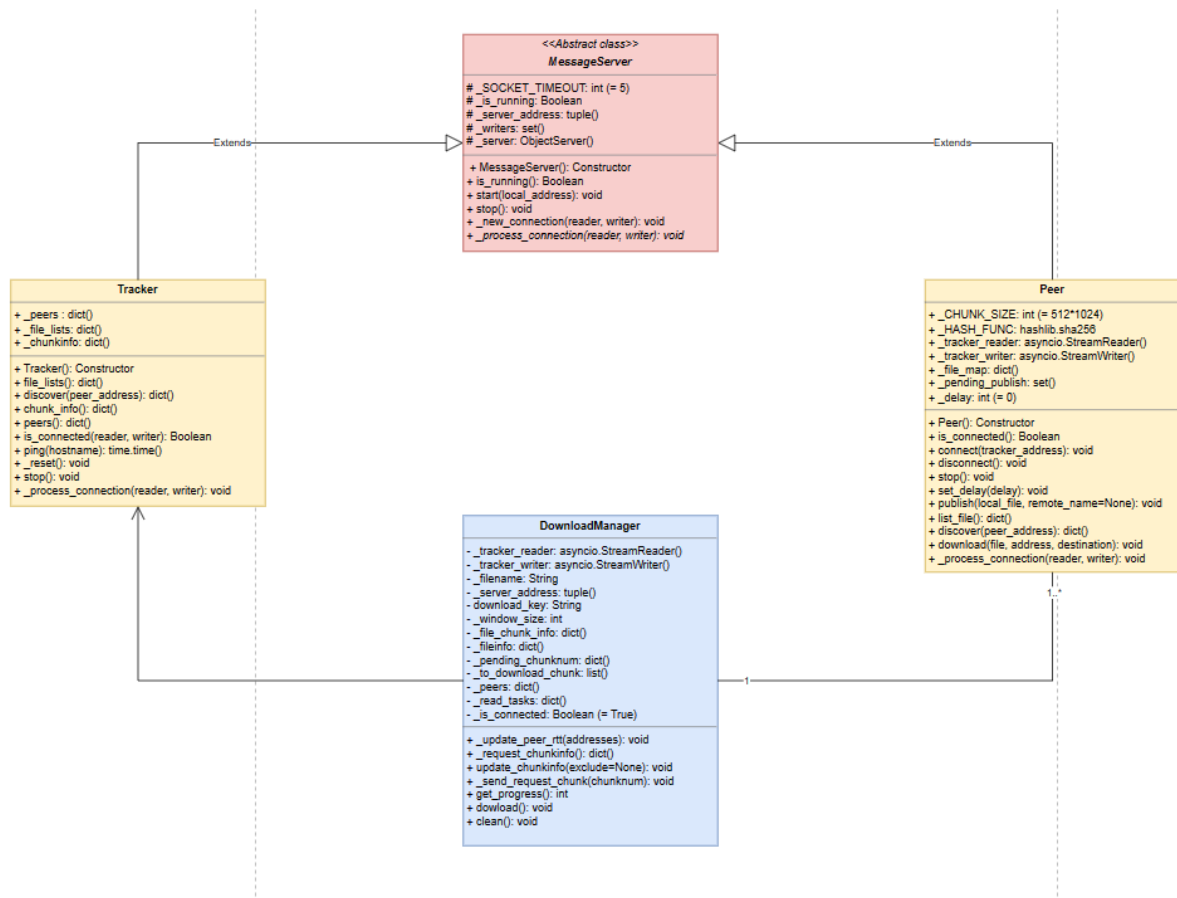 <<Abstract class>>
MessageServer
# _SOCKET_TIMEOUT: int (= 5)
# _is_running: Boolean
# _server_address: tuple()
# _writers: set()
# _server: ObjectServer()
+ MessageServer(): Constructor
+ is_running(): Boolean
+ start(local_address): void
+ stop(): void
+ _new_connection(reader, writer): void
+ _process_connection(reader, writer): void
Extends
Extends
Tracker
+ _peers : dict()
+ _file_lists: dict()
+ _chunkinfo: dict()
+ Tracker(): Constructor
+ file_lists(): dict()
+ discover(peer_address): dict()
+ chunk_info(): dict()
+ peers(): dict()
+ is_connected(reader, writer): Boolean
+ ping(hostname): time.time()
+ _reset(): void
+ stop(): void
+ _process_connection(reader, writer): void
Peer
+ _CHUNK_SIZE: int (= 512*1024)
+ _HASH_FUNC: hashlib.sha256
+ _tracker_reader: asyncio.StreamReader()
+ _tracker_writer: asyncio.StreamWriter()
+ _file_map: dict()
+ _pending_publish: set()
+ _delay: int (= 0)
+ Peer(): Constructor
+ is_connected(): Boolean
+ connect(tracker_address): void
+ disconnect(): void
+ stop(): void
+ set_delay(delay): void
+ publish(local_file, remote_name=None): void
+ list_file(): dict()
+ discover(peer_address): dict()
+ download(file, address, destination): void
+ _process_connection(reader, writer): void
1..*
DownloadManager
- _tracker_reader: asyncio.StreamReader()
- _tracker_writer: asyncio.StreamWriter()
- _filename: String
- _server_address: tuple()
- download_key: String
- _window_size: int
- _file_chunk_info: dict()
- _fileinfo: dict()
- _pending_chunknum: dict()
- _to_download_chunk: list()
- _peers: dict()
- _read_tasks: dict()
- _is_connected: Boolean (= True)
+ _update_peer_rtt(addresses): void
+ _request_chunkinfo(): dict()
+ update_chunkinfo(exclude=None): void
+ _send_request_chunk(chunknum): void
+ get_progress(): int
+ dowload(): void
+ clean(): void
1